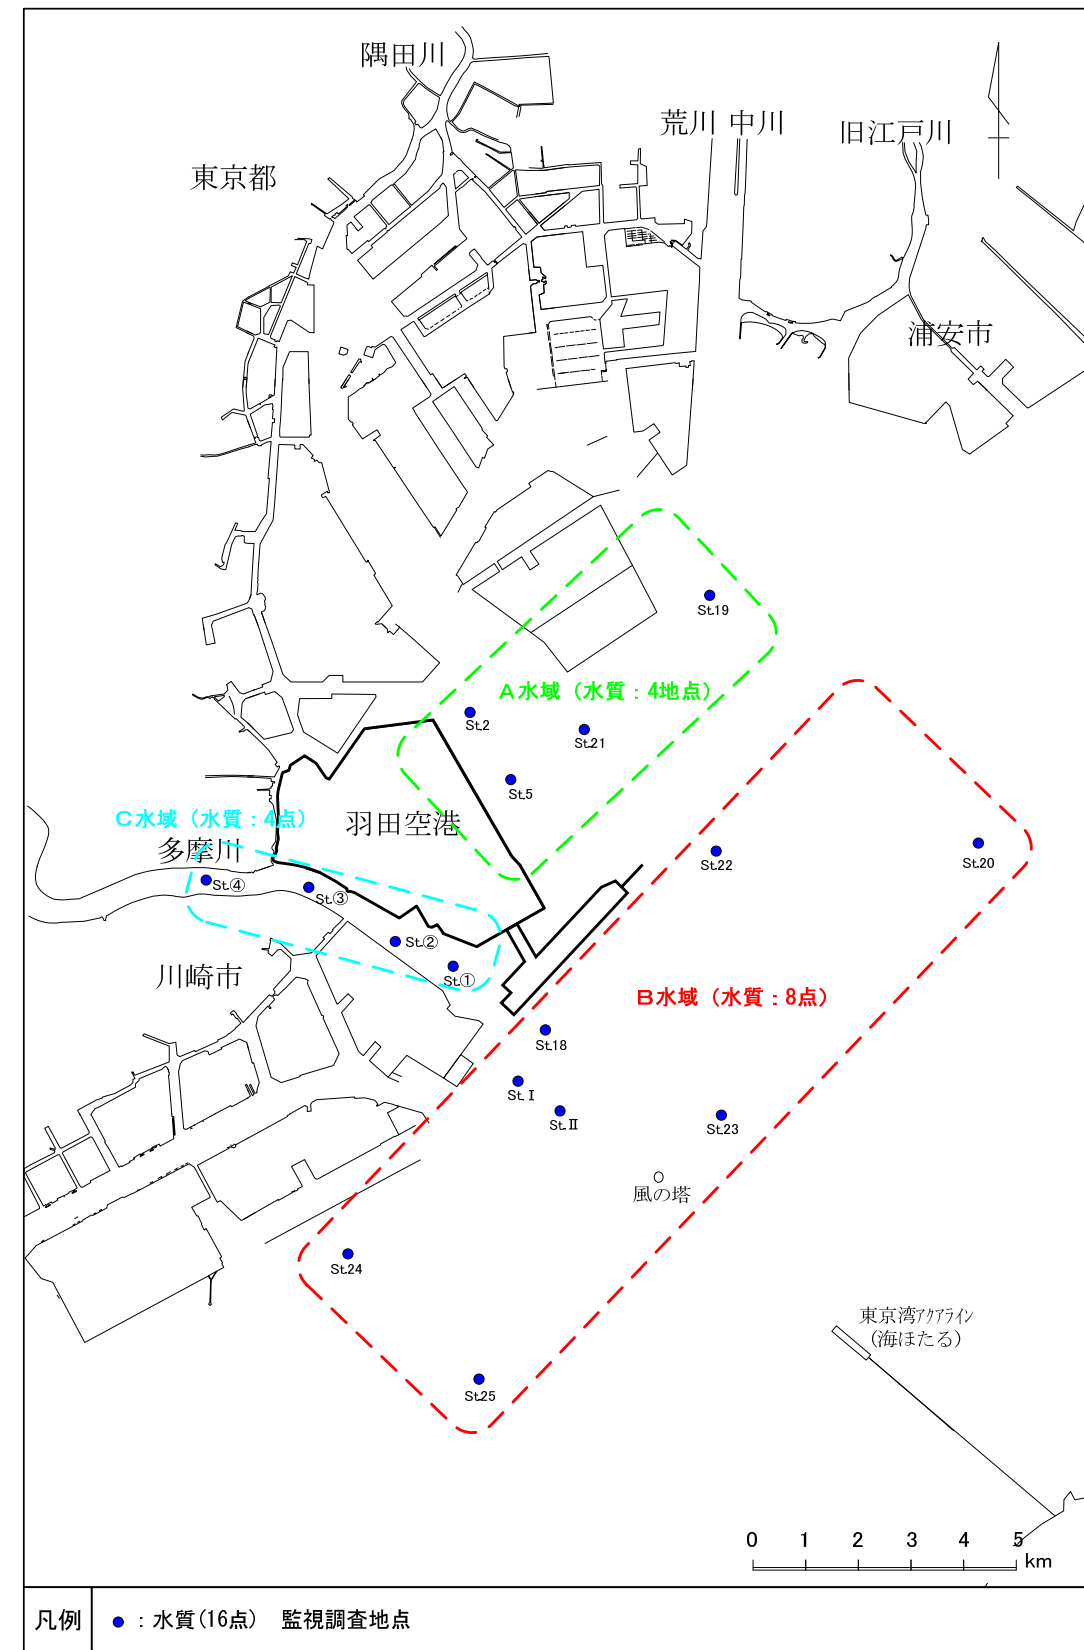 隅田川
荒川 中川
旧江戸川
東京都
浦安市
St.19
A水域（水質：4地点）
St.2
St.21
St.5
C水域（水質：4点）
羽田空港
多摩川
St.22
St.20
St.④
St.③
St.②
St.①
川崎市
B水域（水質：8点）
St.18
St.Ⅰ
St.Ⅱ
St.23
風の塔
St.24
東京湾アクアライン
（海ほたる）
St.25
0 1 2 3 4 5
km
凡例
：水質(16点) 監視調査地点